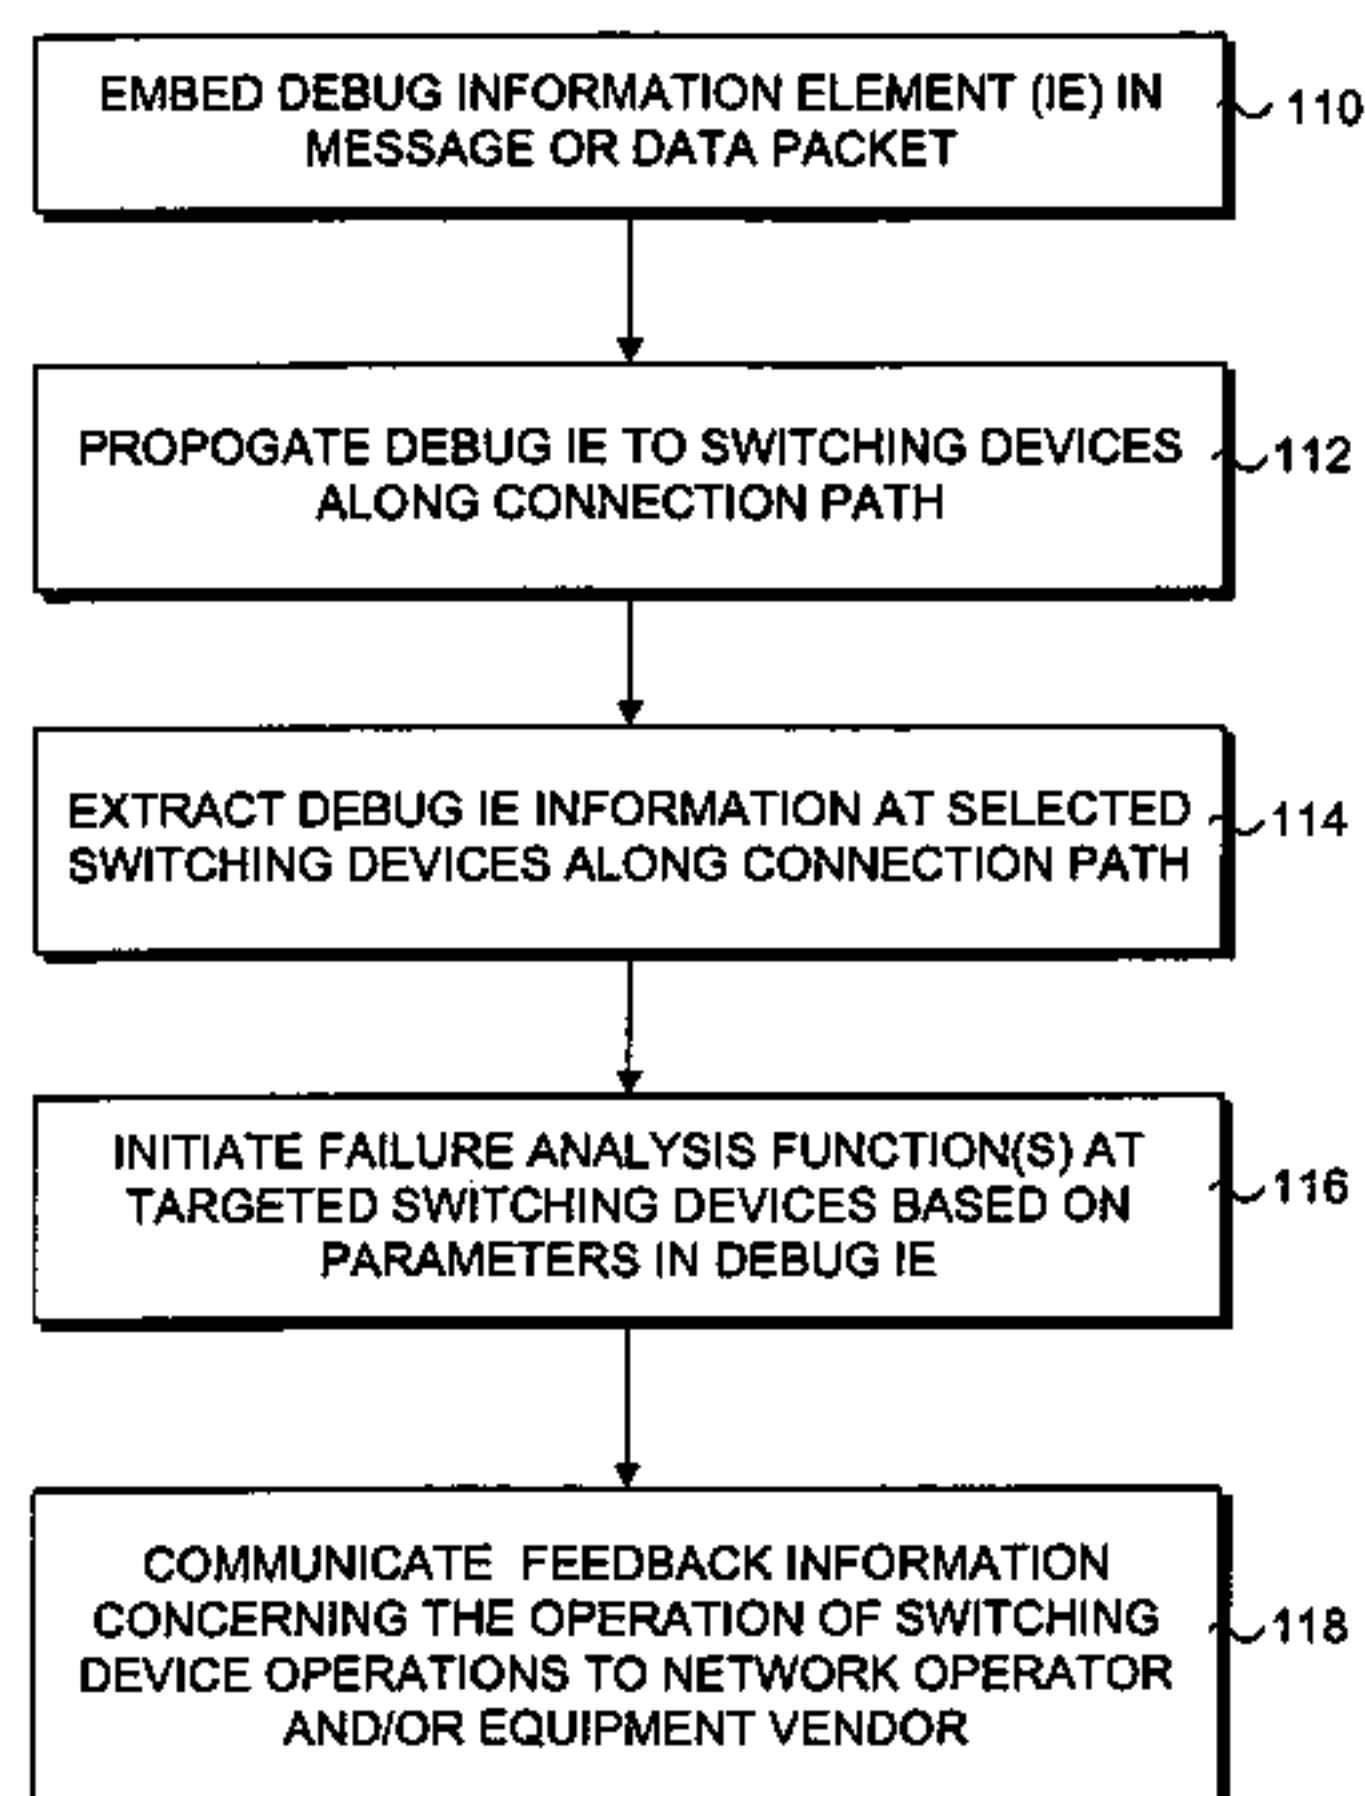 EMBED DEBUG INFORMATION ELEMENT (IE) IN
MESSAGE OR DATA PACKET
110
PROPOGATE DEBUG IE TO SWITCHING DEVICES
ALONG CONNECTION PATH
112
EXTRACT DEBUG IE INFORMATION AT SELECTED
SWITCHING DEVICES ALONG CONNECTION PATH
114
INITIATE FAILURE ANALYSIS FUNCTION(S) AT
TARGETED SWITCHING DEVICES BASED ON
PARAMETERS IN DEBUG IE
116
COMMUNICATE FEEDBACK INFORMATION
CONCERNING THE OPERATION OF SWITCHING
DEVICE OPERATIONS TO NETWORK OPERATOR
AND/OR EQUIPMENT VENDOR
118